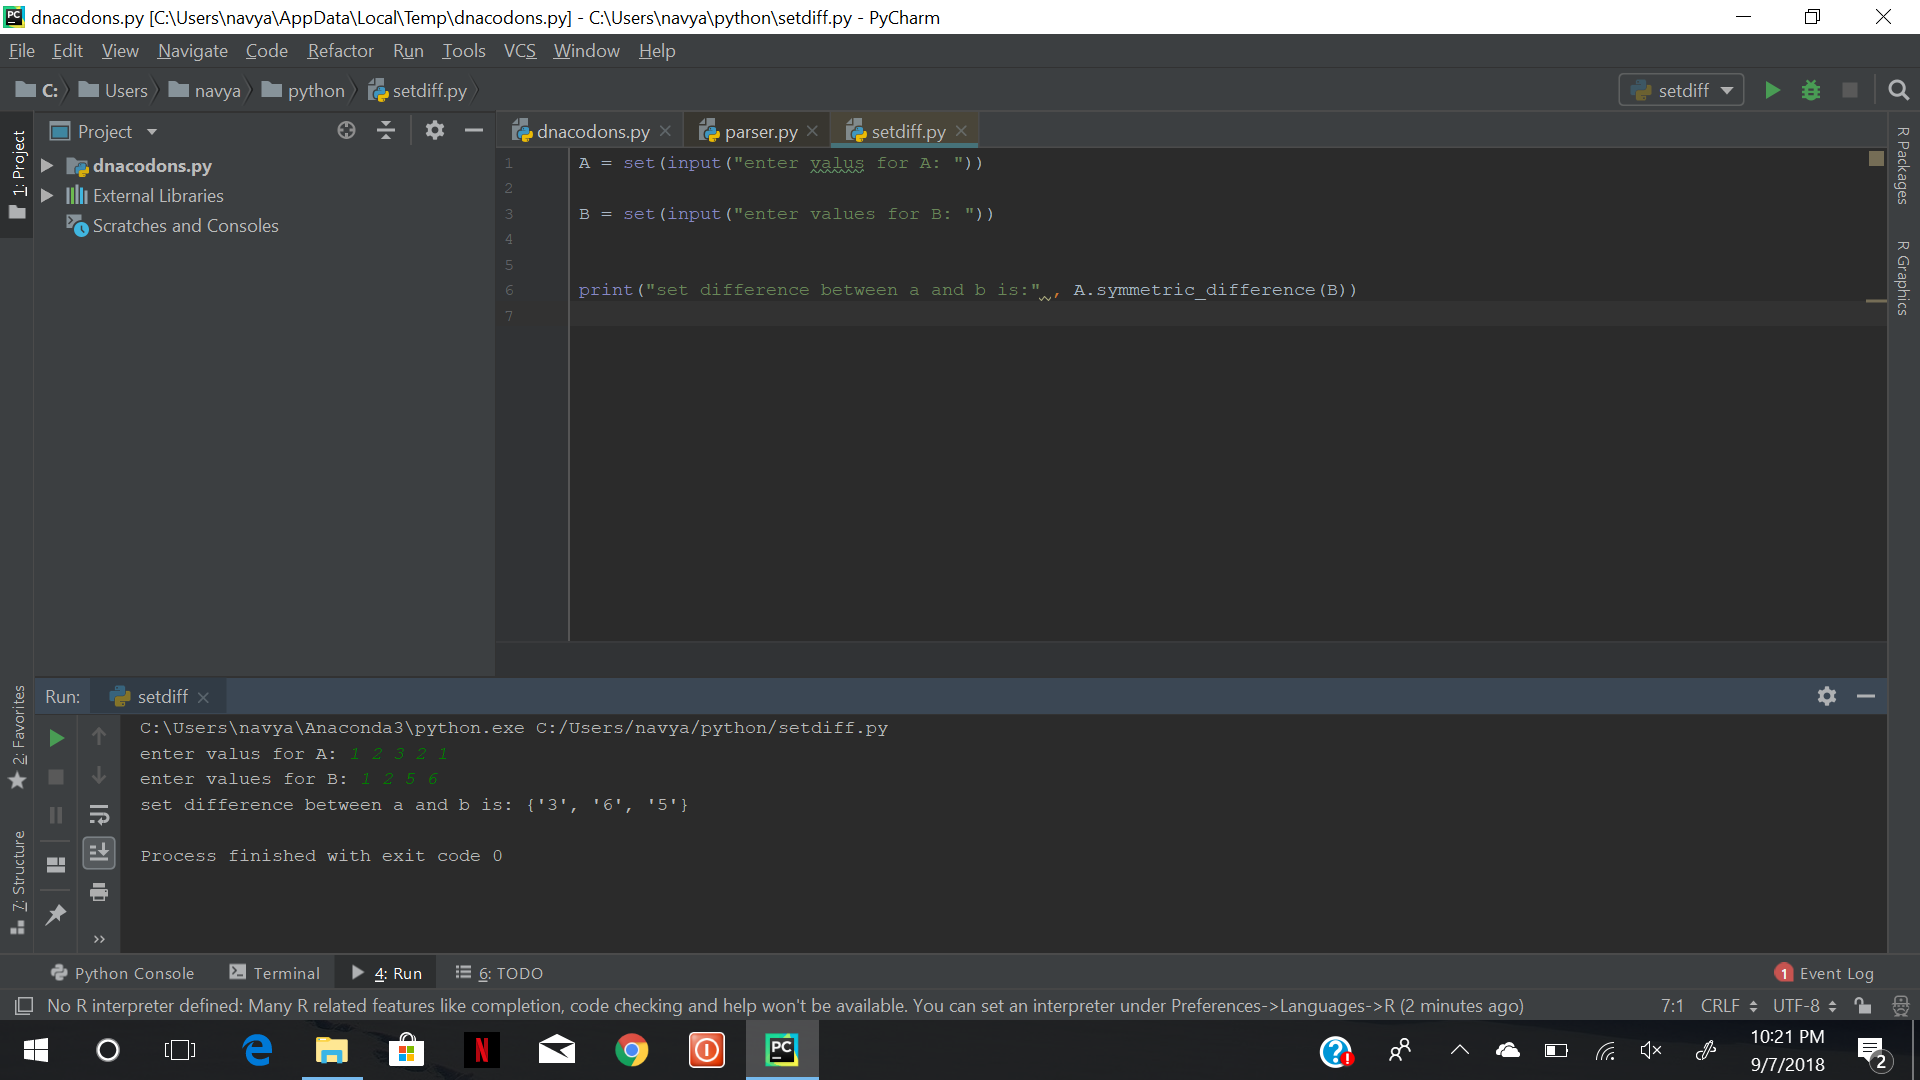 dnacodons.py [C:\Users\navya\AppData\Local\Temp\dnacodons.py] - C:\Users\navya\python\setdiff.py - PyCharm
File Edit View Navigate Code Refactor Run Tools VCS Window Help
C: Users navya python setdiff.py setdiff
1: Project
Project
dnacodons.py
External Libraries
Scratches and Consoles
dnacodons.py parser.py setdiff.py
1 A = set(input("enter valus for A: "))
2
3 B = set(input("enter values for B: "))
4
5
6 print("set difference between a and b is:" , A.symmetric_difference(B))
7
R Packages
R Graphics
2: Favorites
7: Structure
Run: setdiff
C:\Users\navya\Anaconda3\python.exe C:/Users/navya/python/setdiff.py
enter valus for A: 1 2 3 2 1
enter values for B: 1 2 5 6
set difference between a and b is: {'3', '6', '5'}
Process finished with exit code 0
Python Console Terminal 4: Run 6: TODO 1 Event Log
No R interpreter defined: Many R related features like completion, code checking and help won't be available. You can set an interpreter under Preferences->Languages->R (2 minutes ago) 7:1 CRLF UTF-8
PC
10:21 PM
9/7/2018
2